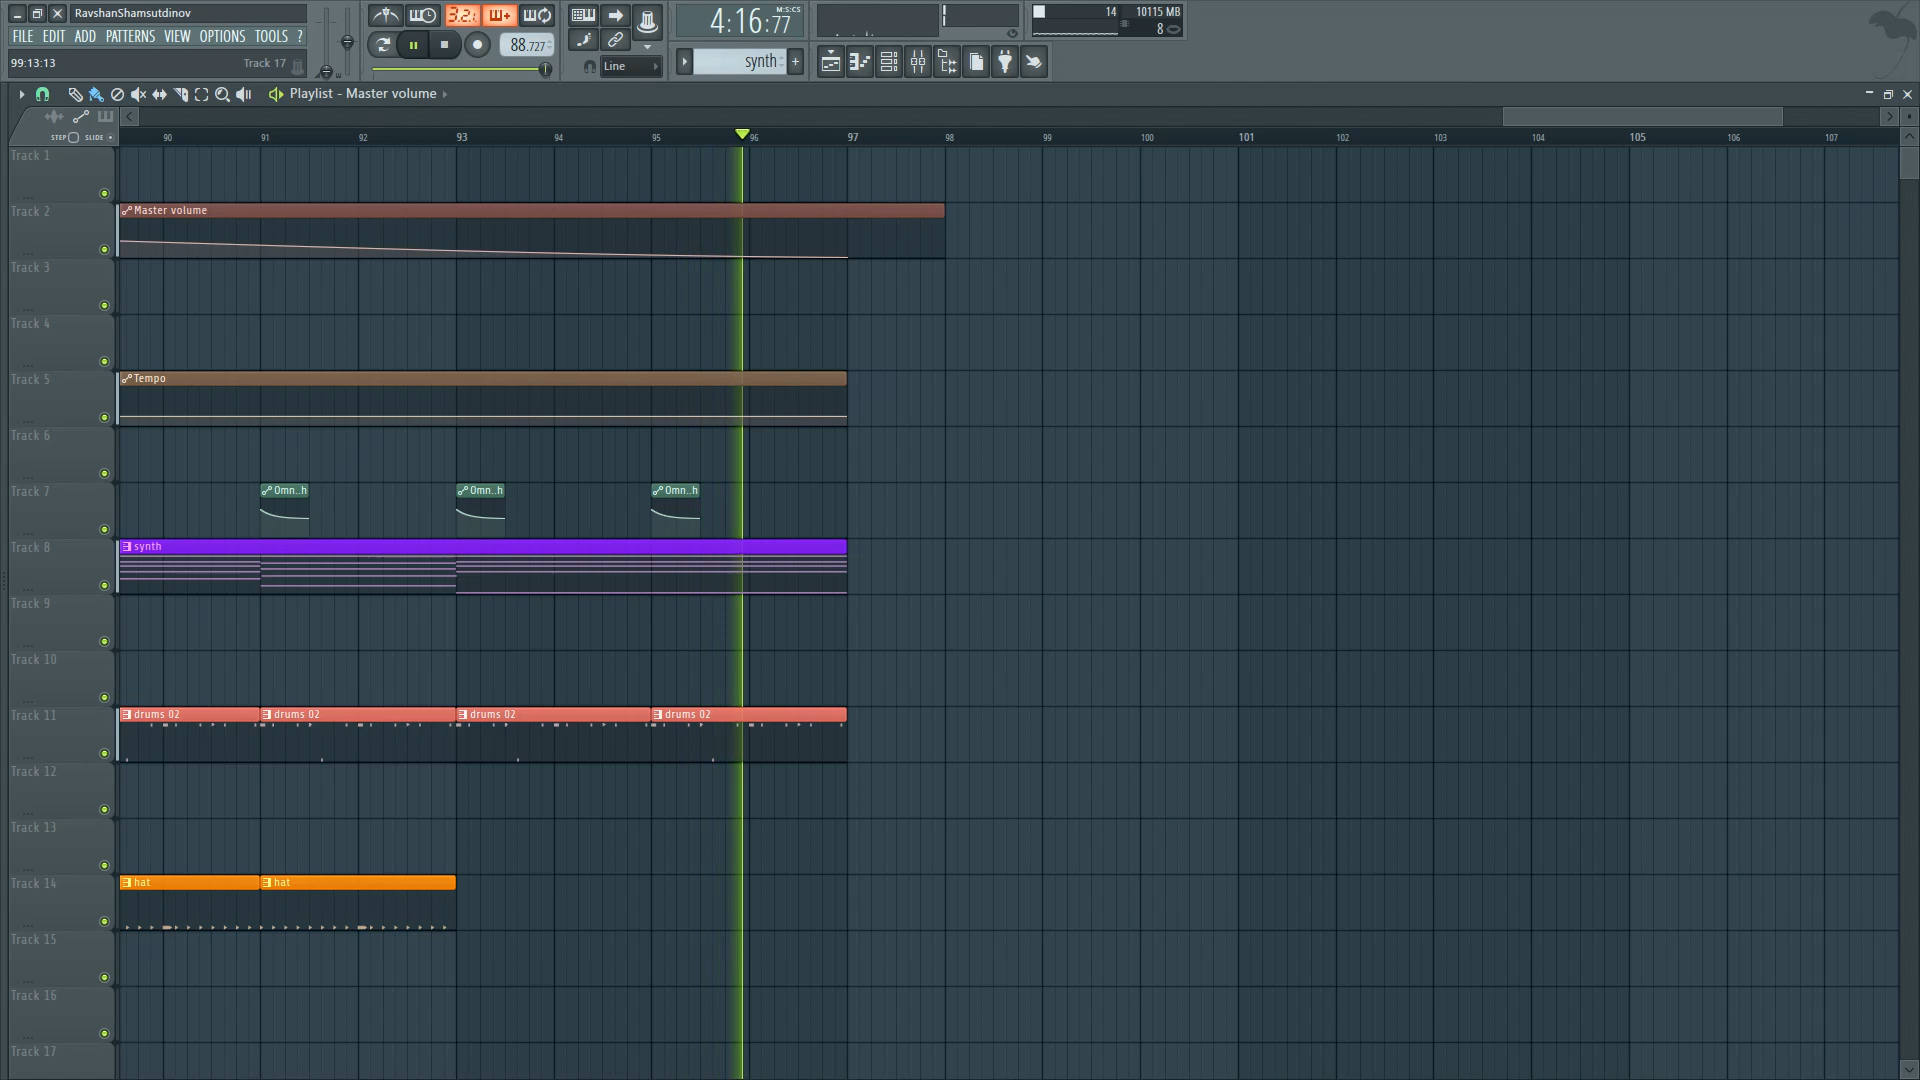 RavshanShamsutdinov
FILE EDIT ADD PATTERNS VIEW OPTIONS TOOLS ?
99:13:13 Track 17
3.2.
88.727
Line
4:16:77 M:S:CS
synth +
14 10115 MB
8
Playlist - Master volume
STEP SLIDE
90 91 92 93 94 95 96 97 98 99 100 101 102 103 104 105 106 107
Track 1
Track 2 Master volume
Track 3
Track 4
Track 5 Tempo
Track 6
Track 7 Omn..h Omn..h Omn..h
Track 8 synth
Track 9
Track 10
Track 11 drums 02 drums 02 drums 02 drums 02
Track 12
Track 13
Track 14 hat hat
Track 15
Track 16
Track 17